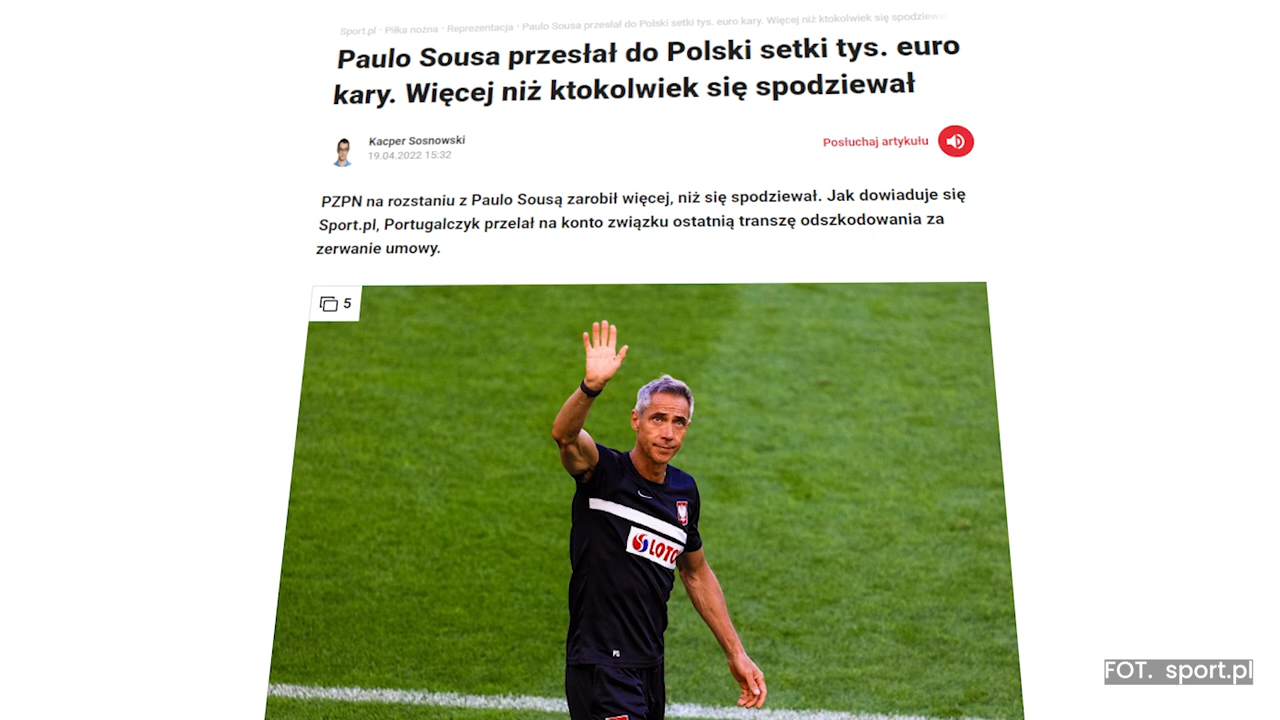 Sport.pl · Piłka nożna · Reprezentacja · Paulo Sousa przesłał do Polski setki tys. euro kary. Więcej niż ktokolwiek się spodziewał
Paulo Sousa przesłał do Polski setki tys. euro
kary. Więcej niż ktokolwiek się spodziewał
Kacper Sosnowski
19.04.2022 15:32
Posłuchaj artykułu
PZPN na rozstaniu z Paulo Sousą zarobił więcej, niż się spodziewał. Jak dowiaduje się
Sport.pl, Portugalczyk przelał na konto związku ostatnią transzę odszkodowania za
zerwanie umowy.
5
LOTO
PS
FOT. sport.pl